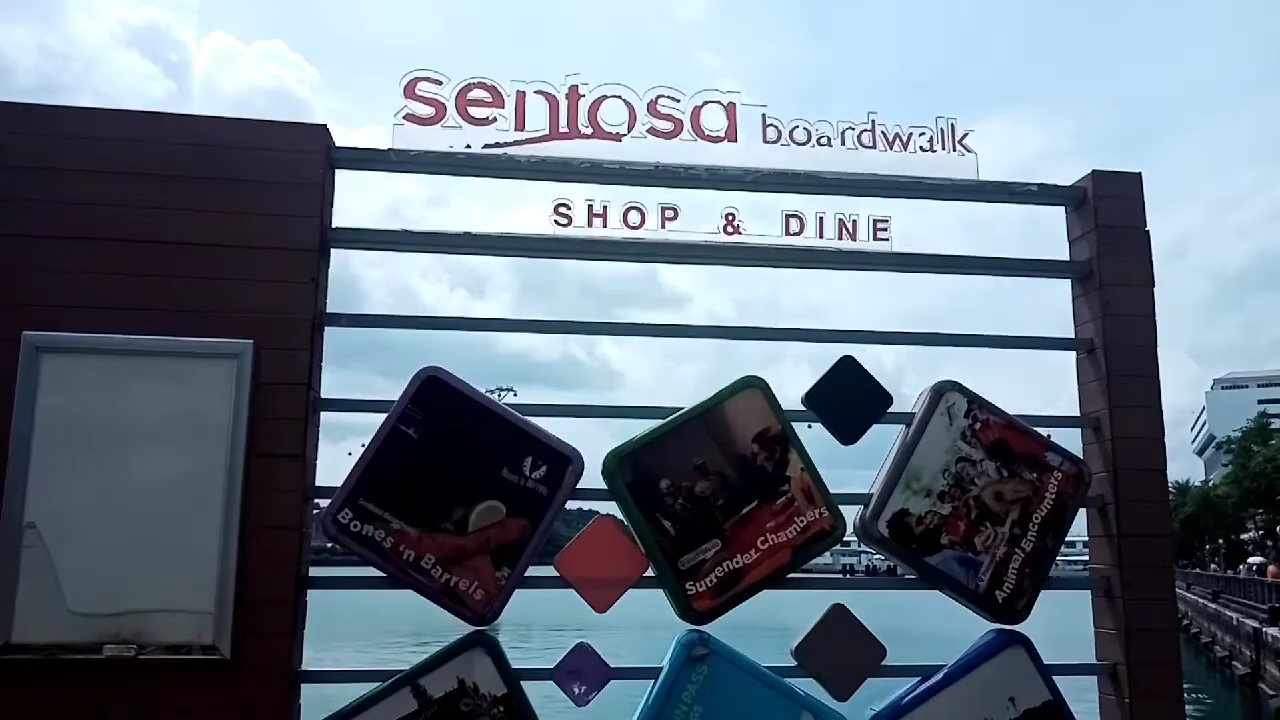 sentosa boardwalk
SHOP & DINE
Bones 'n Barrels
Surrender Chambers
Animal Encounters